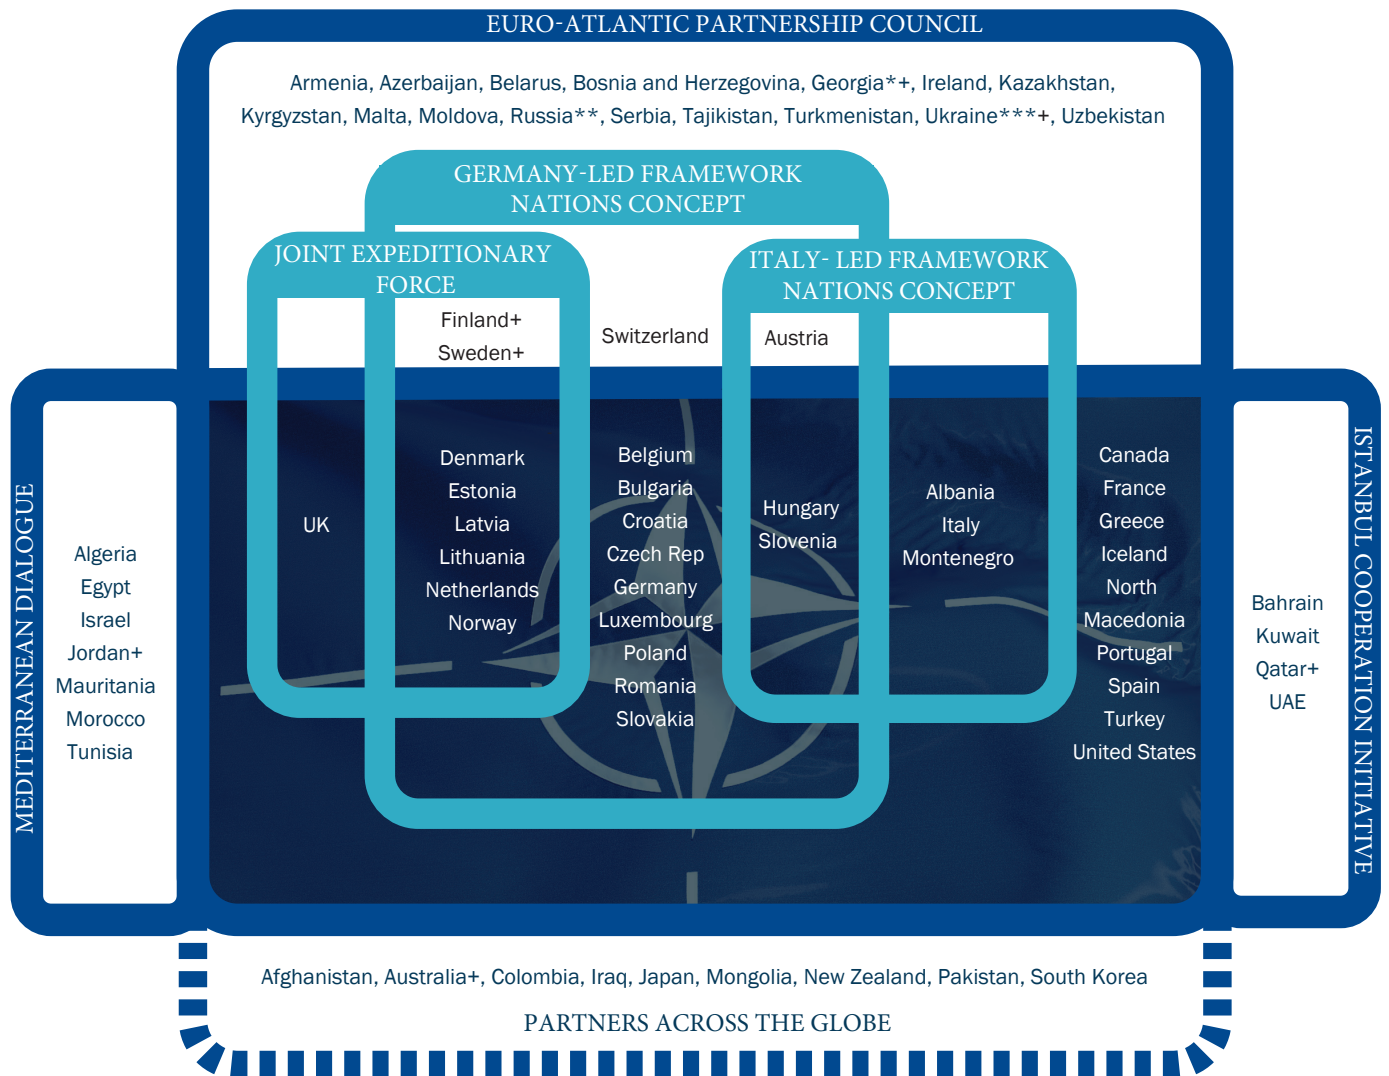 EURO-ATLANTIC PARTNERSHIP COUNCIL
Armenia, Azerbaijan, Belarus, Bosnia and Herzegovina, Georgia*+, Ireland, Kazakhstan,
Kyrgyzstan, Malta, Moldova, Russia**, Serbia, Tajikistan, Turkmenistan, Ukraine***+, Uzbekistan
GERMANY-LED FRAMEWORK
NATIONS CONCEPT
JOINT EXPEDITIONARY
FORCE
ITALY- LED FRAMEWORK
NATIONS CONCEPT
Finland+
Sweden+
Switzerland
Austria
MEDITERRANEAN DIALOGUE
Algeria
Egypt
Israel
Jordan+
Mauritania
Morocco
Tunisia
UK
Denmark
Estonia
Latvia
Lithuania
Netherlands
Norway
Belgium
Bulgaria
Croatia
Czech Rep
Germany
Luxembourg
Poland
Romania
Slovakia
Hungary
Slovenia
Albania
Italy
Montenegro
Canada
France
Greece
Iceland
North
Macedonia
Portugal
Spain
Turkey
United States
Bahrain
Kuwait
Qatar+
UAE
ISTANBUL COOPERATION INITIATIVE
Afghanistan, Australia+, Colombia, Iraq, Japan, Mongolia, New Zealand, Pakistan, South Korea
PARTNERS ACROSS THE GLOBE